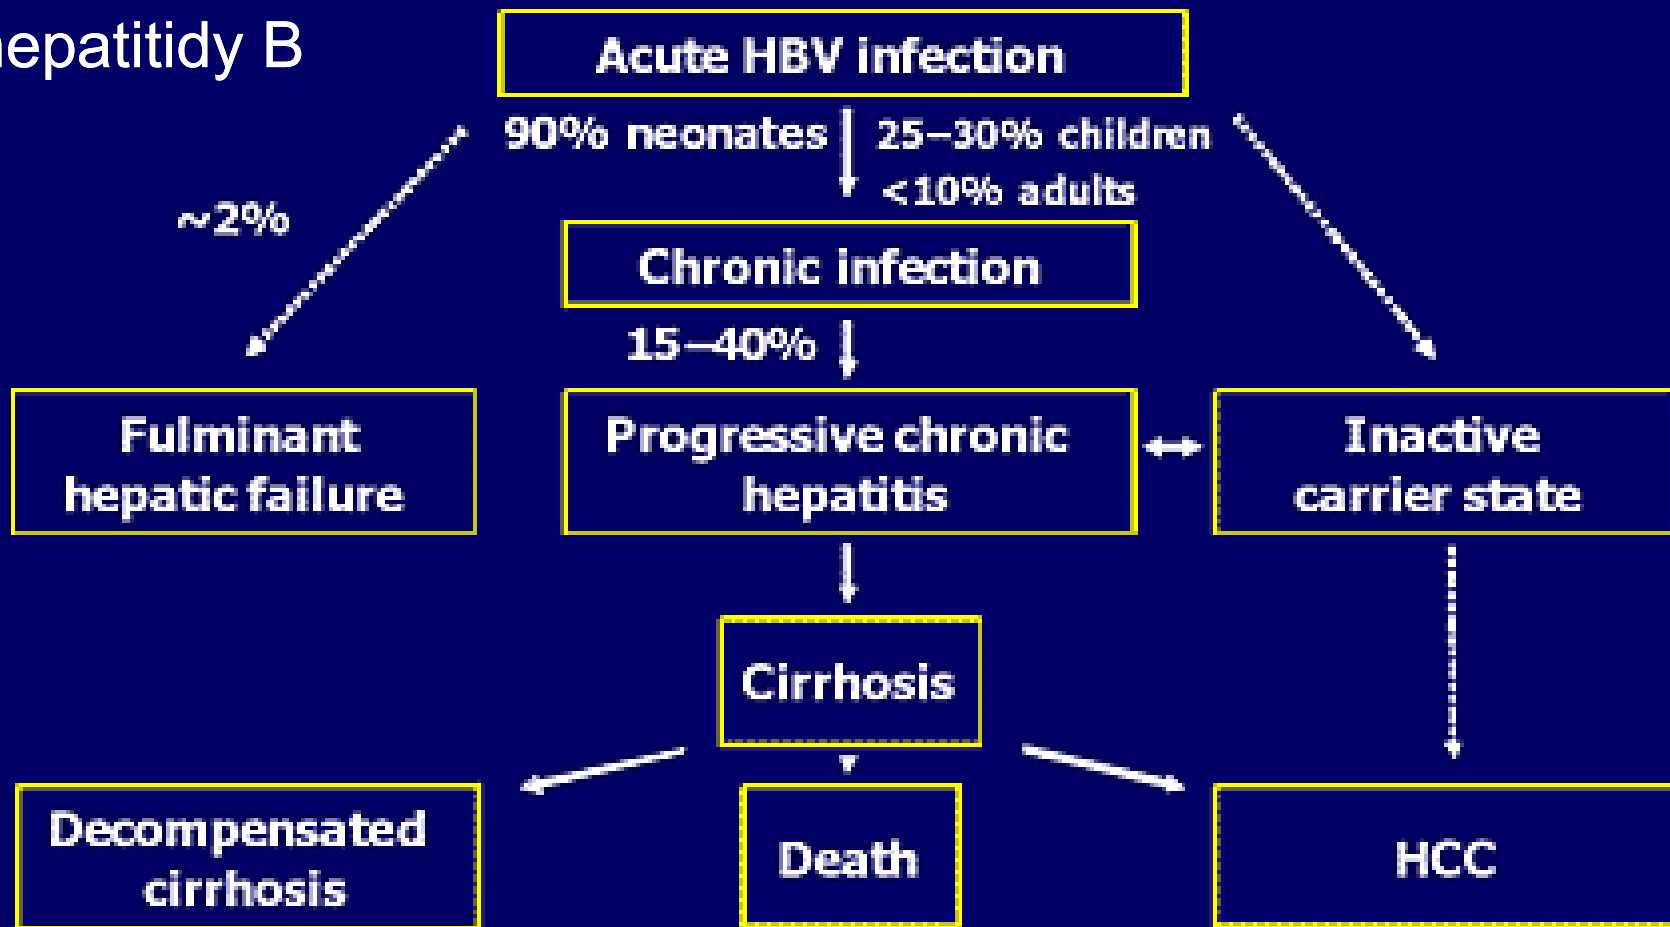 hepatitidy B
Acute HBV infection
90% neonates
25–30% children
<10% adults
~2%
Chronic infection
15–40%
Fulminant
hepatic failure
Progressive chronic
hepatitis
Inactive
carrier state
Cirrhosis
Decompensated
cirrhosis
Death
HCC